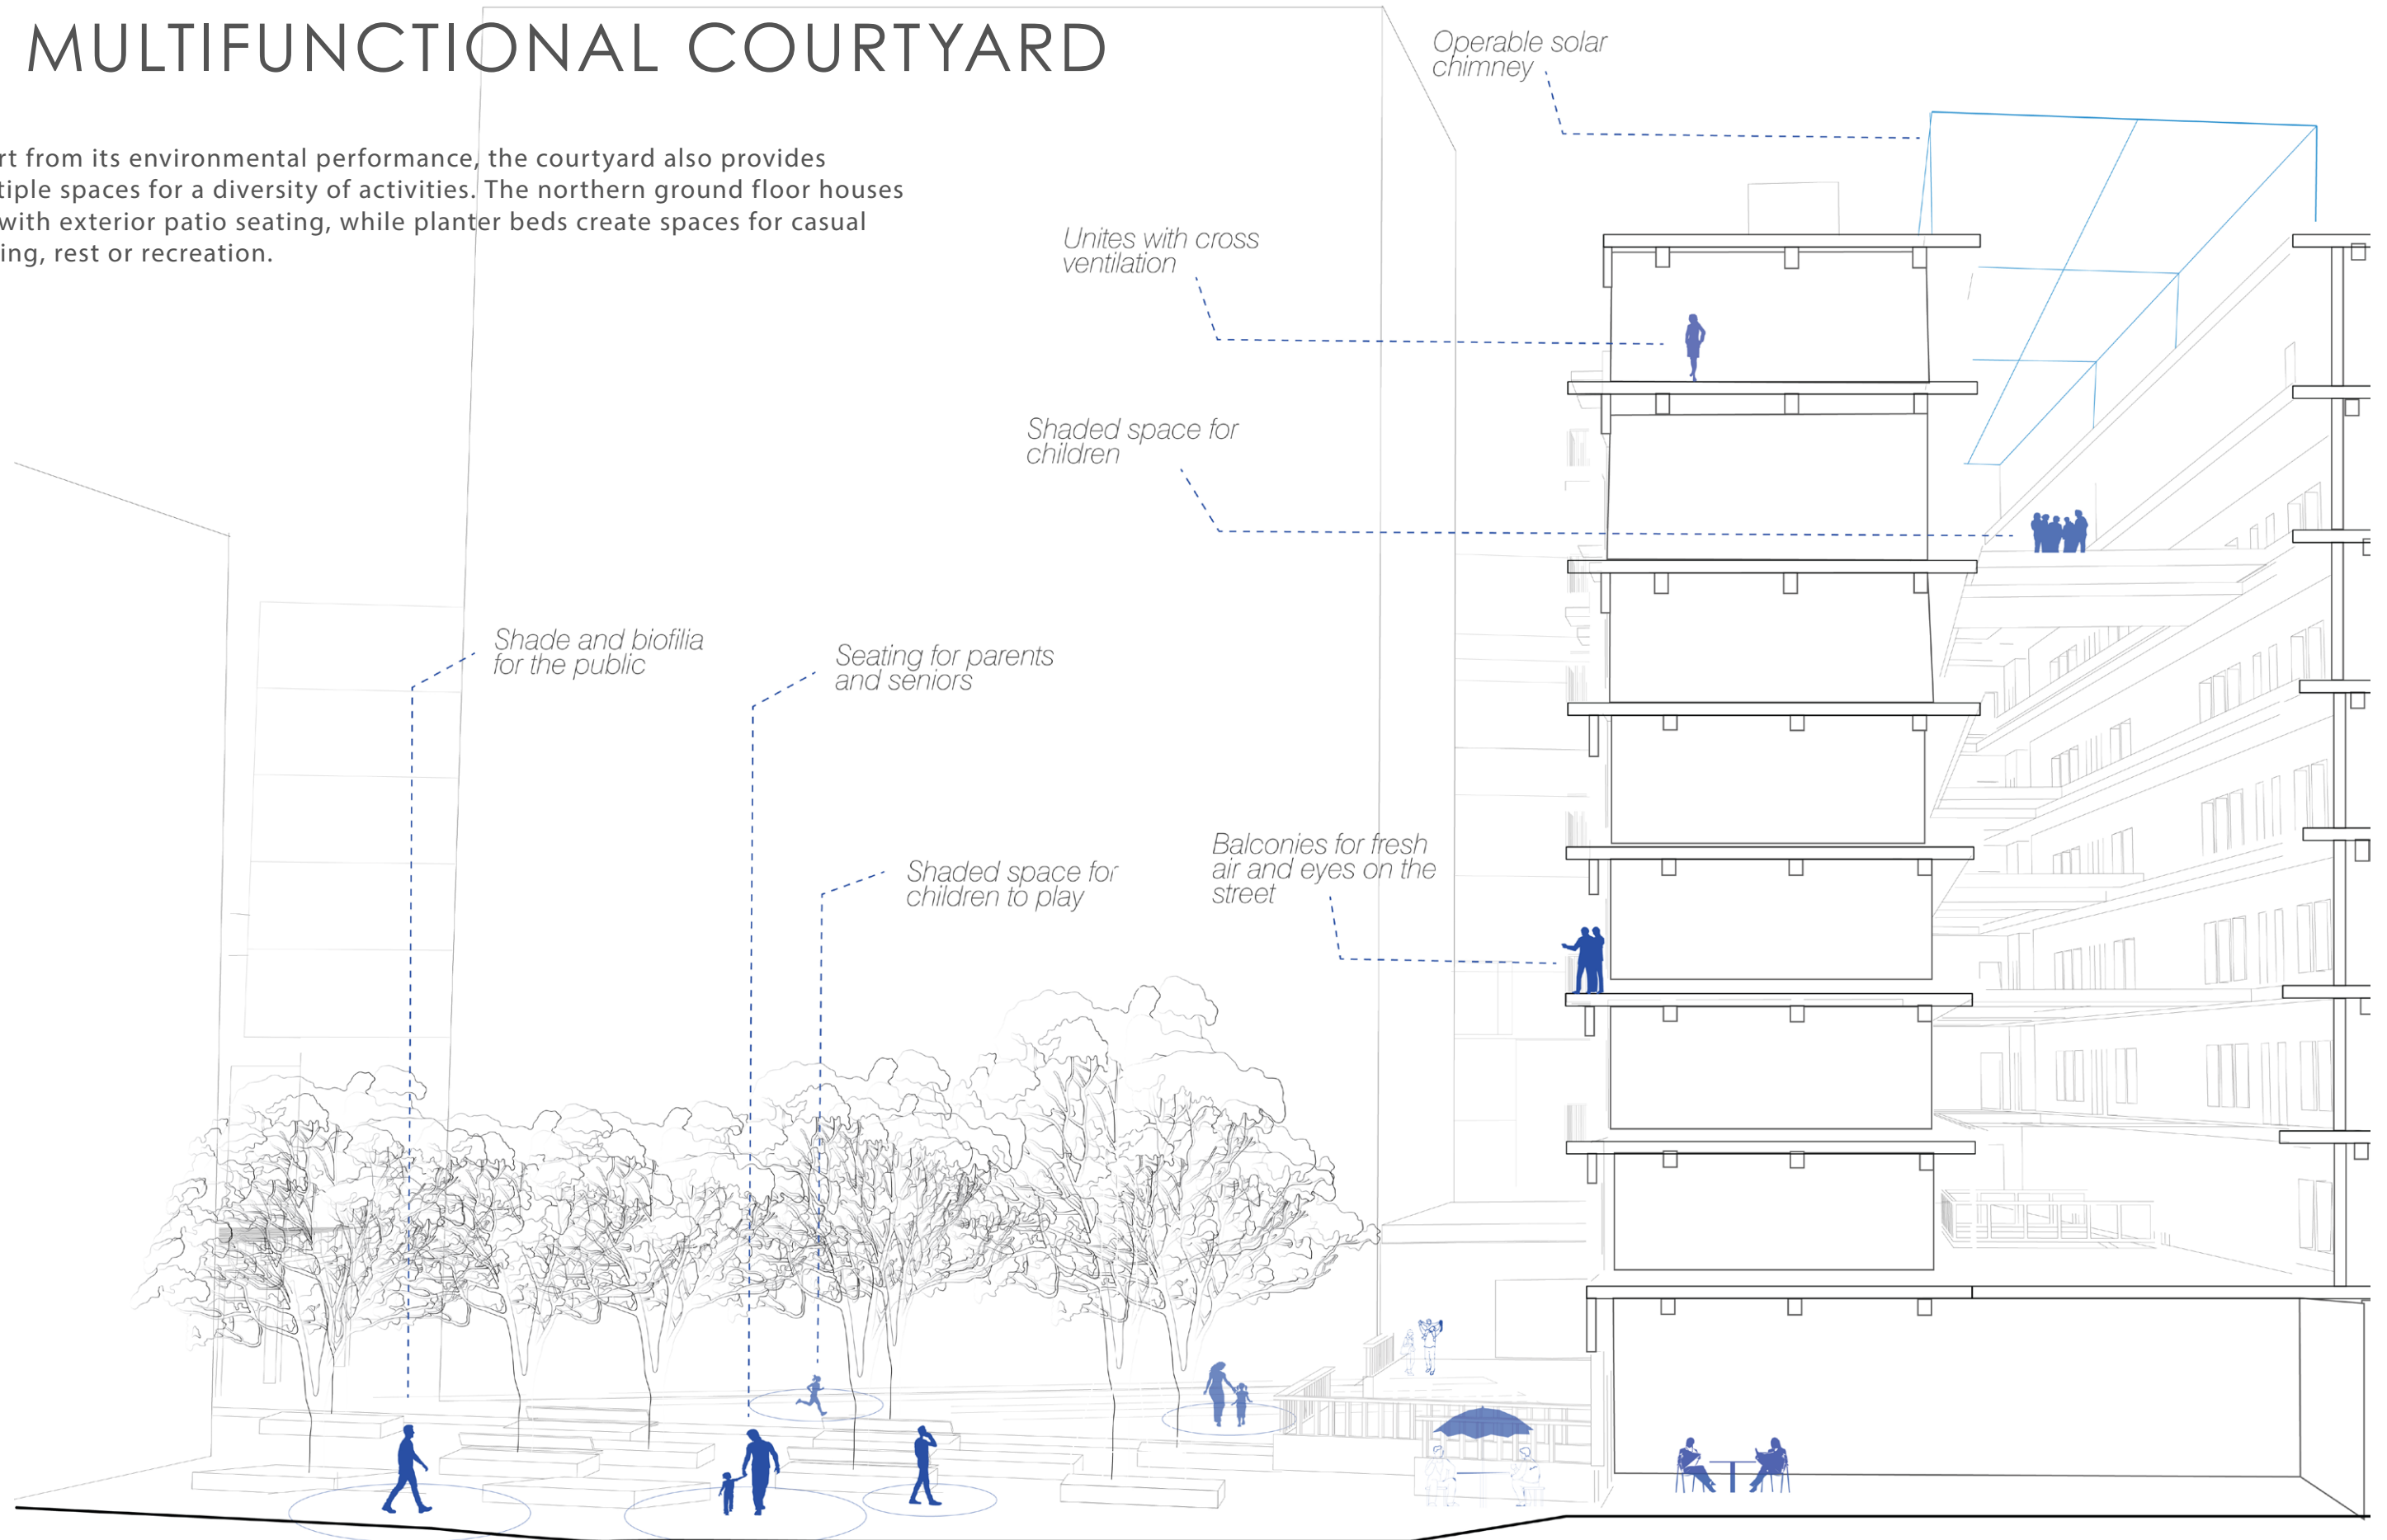 MULTIFUNCTIONAL COURTYARD
Operable solar
chimney
rt from its environmental performance, the courtyard also provides
tiple spaces for a diversity of activities. The northern ground floor houses
with exterior patio seating, while planter beds create spaces for casual
ing, rest or recreation.
Unites with cross
ventilation
Shaded space for
children
Shade and biofilia
for the public
Seating for parents
and seniors
Shaded space for
children to play
Balconies for fresh
air and eyes on the
street